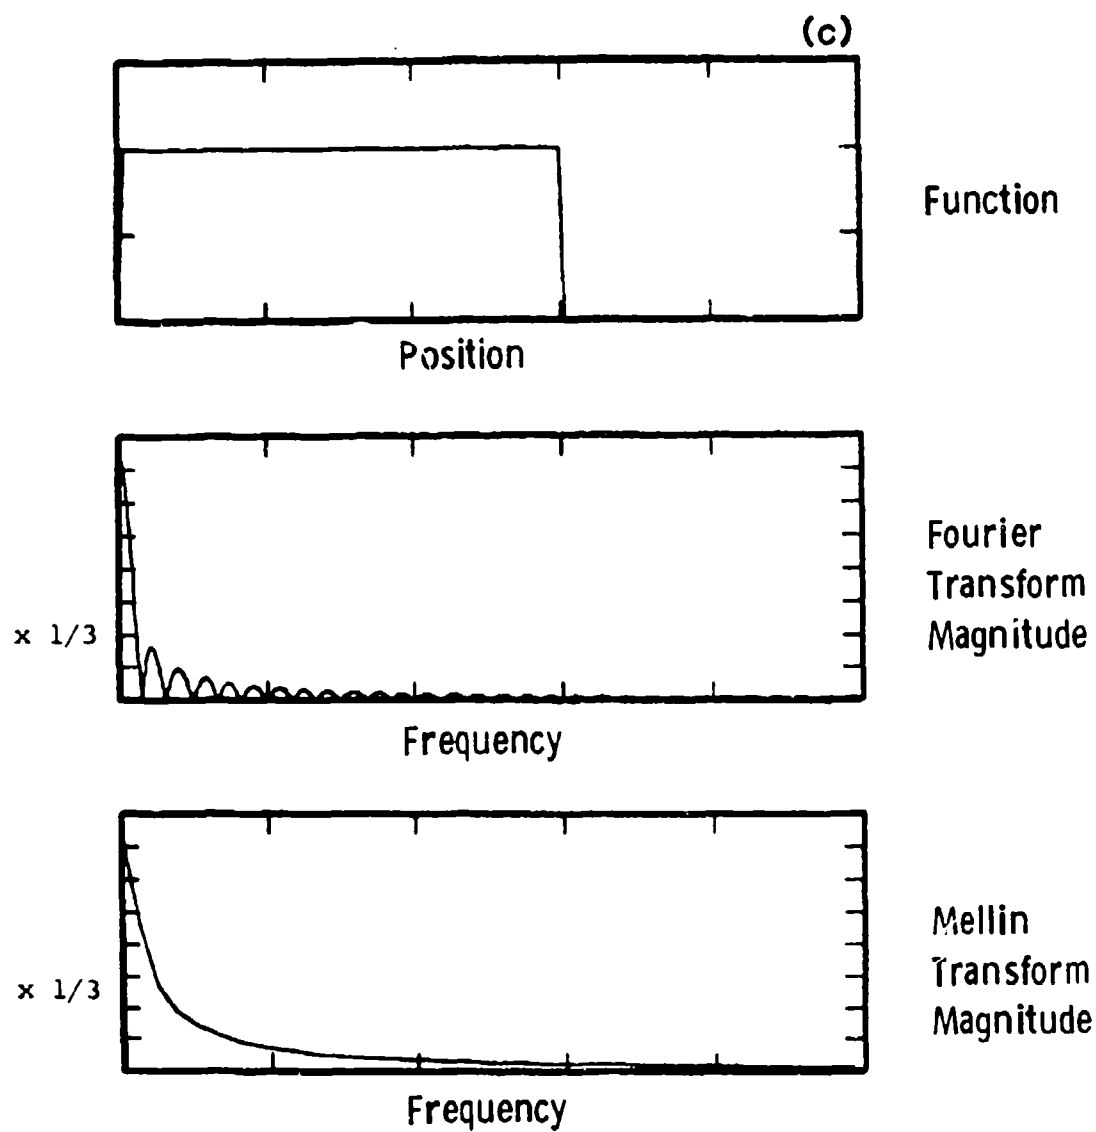 (c)
Function
Position
Fourier
Transform
Magnitude
x 1/3
Frequency
Mellin
Transform
Magnitude
x 1/3
Frequency